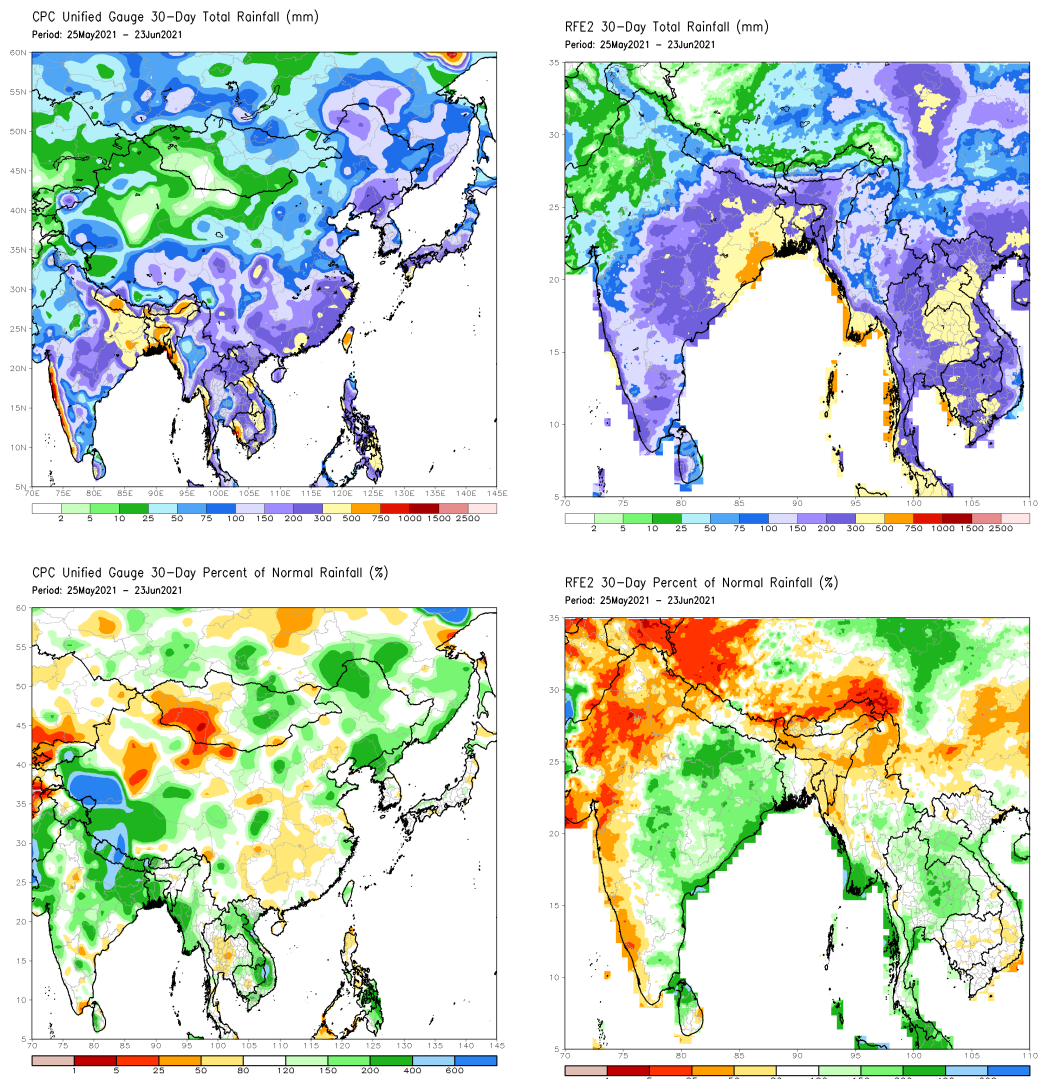 CPC Unified Gauge 30-Day Total Rainfall (mm)
Period: 25May2021 - 23Jun2021
60N
55N
50N
45N
40N
35N
30N
25N
20N
15N
10N
5N
70E 75E 80E 85E 90E 95E 100E 105E 110E 115E 120E 125E 130E 135E 140E 145E
2 5 10 25 50 75 100 150 200 300 500 750 1000 1500 2500
RFE2 30-Day Total Rainfall (mm)
Period: 25May2021 - 23Jun2021
35
30
25
20
15
10
5
70 75 80 85 90 95 100 105 110
2 5 10 25 50 75 100 150 200 300 500 750 1000 1500 2500
CPC Unified Gauge 30-Day Percent of Normal Rainfall (%)
Period: 25May2021 - 23Jun2021
60
55
50
45
40
35
30
25
20
15
10
5
70 75 80 85 90 95 100 105 110 115 120 125 130 135 140 145
1 5 25 50 80 120 150 200 400 600
RFE2 30-Day Percent of Normal Rainfall (%)
Period: 25May2021 - 23Jun2021
35
30
25
20
15
10
5
70 75 80 85 90 95 100 105 110